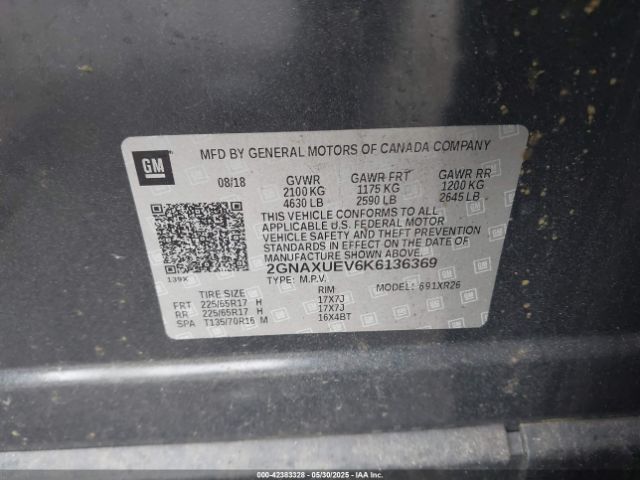 GM
MFD BY GENERAL MOTORS OF CANADA COMPANY
08/18 GVWR GAWR FRT GAWR RR
2100 KG 1175 KG 1200 KG
4630 LB 2590 LB 2645 LB
THIS VEHICLE CONFORMS TO ALL
APPLICABLE U.S. FEDERAL MOTOR
VEHICLE SAFETY AND THEFT PREVENTION
STANDARDS IN EFFECT ON THE DATE OF
MANUFACTURE SHOWN ABOVE.
139X
2GNAXUEV6K6136369
TYPE: M.P.V. MODEL: 691XR26
TIRE SIZE RIM
FRT 225/65R17 H 17X7J
RR 225/65R17 H 17X7J
SPA T135/70R16 M 16X4BT
000-42383328 - 05/30/2025 - IAA, Inc.